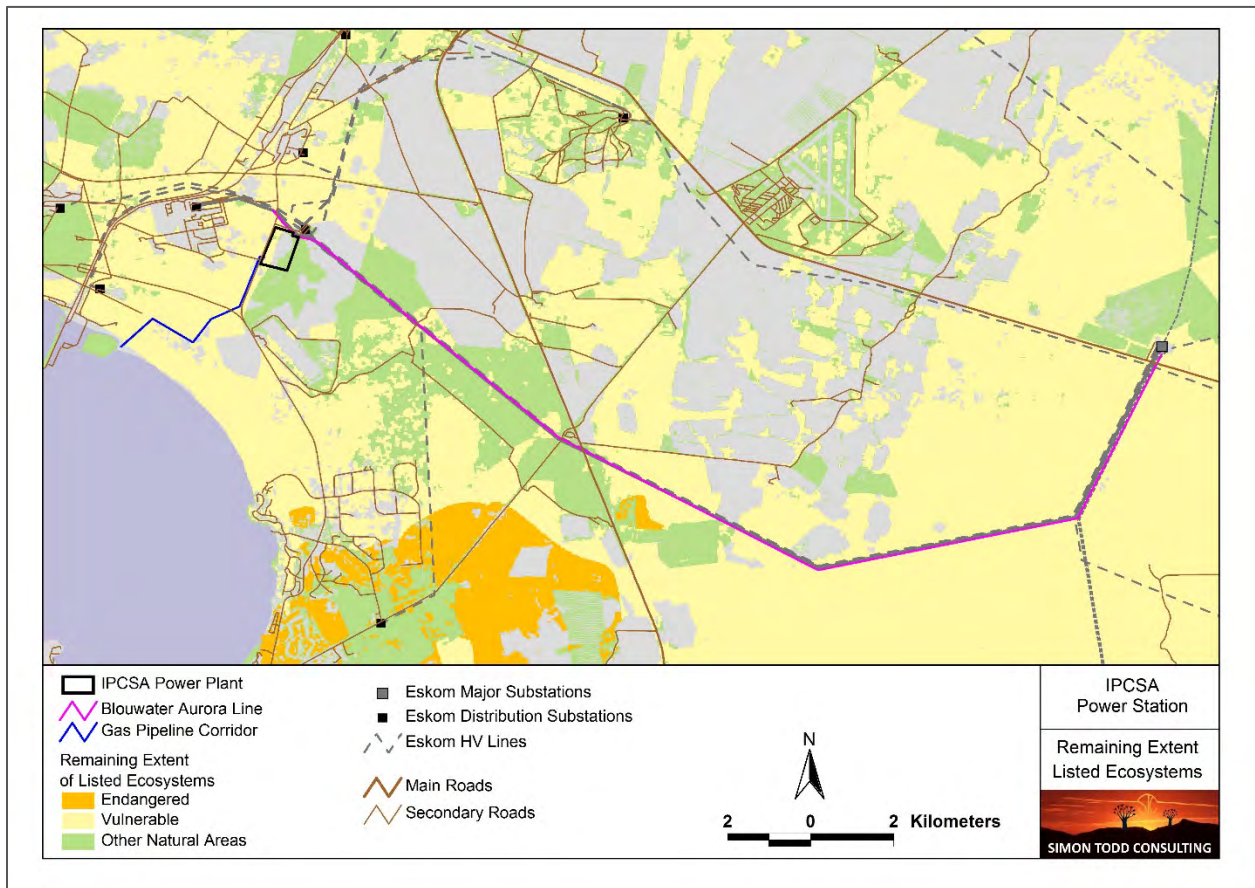 IPCSA Power Plant
Blouwater Aurora Line
Gas Pipeline Corridor
Remaining Extent
of Listed Ecosystems
Endangered
Vulnerable
Other Natural Areas
Eskom Major Substations
Eskom Distribution Substations
Eskom HV Lines
Main Roads
Secondary Roads
N
2 0 2 Kilometers
IPCSA
Power Station
Remaining Extent
Listed Ecosystems
SIMON TODD CONSULTING